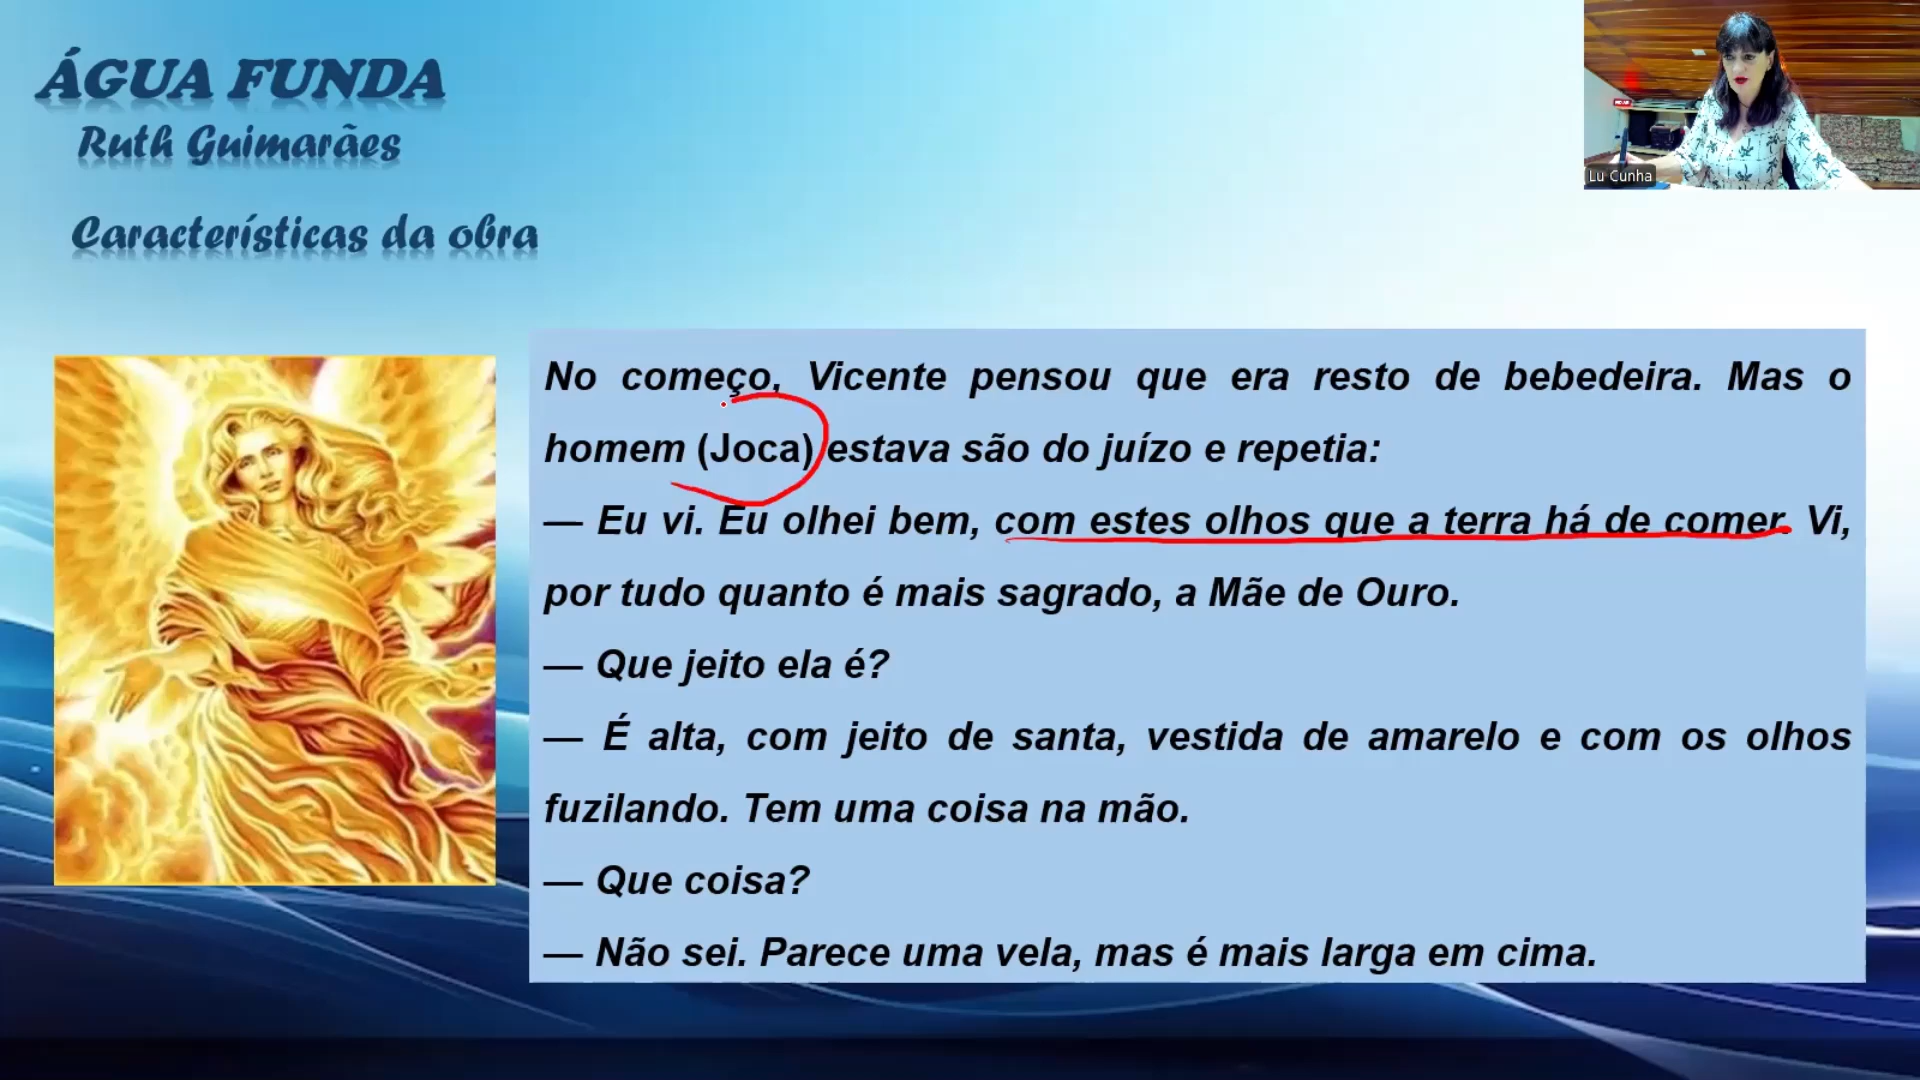 ÁGUA FUNDA
Ruth Guimarães
Características da obra
Lu Cunha
No começo, Vicente pensou que era resto de bebedeira. Mas o
homem (Joca) estava são do juízo e repetia:
— Eu vi. Eu olhei bem, com estes olhos que a terra há de comer. Vi,
por tudo quanto é mais sagrado, a Mãe de Ouro.
— Que jeito ela é?
— É alta, com jeito de santa, vestida de amarelo e com os olhos
fuzilando. Tem uma coisa na mão.
— Que coisa?
— Não sei. Parece uma vela, mas é mais larga em cima.